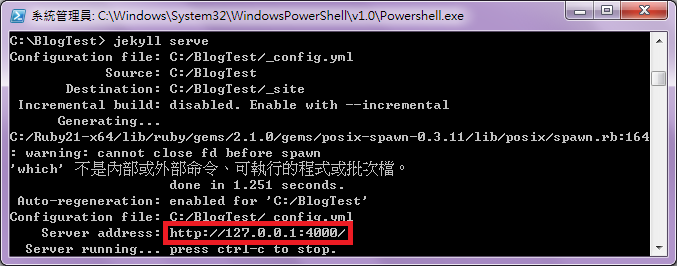 系統管理員: C:\Windows\System32\WindowsPowerShell\v1.0\Powershell.exe
C:\BlogTest> jekyll serve
Configuration file: C:/BlogTest/_config.yml
Source: C:/BlogTest
Destination: C:/BlogTest/_site
Incremental build: disabled. Enable with --incremental
Generating...
C:/Ruby21-x64/lib/ruby/gems/2.1.0/gems/posix-spawn-0.3.11/lib/posix/spawn.rb:164
: warning: cannot close fd before spawn
'which' 不是內部或外部命令、可執行的程式或批次檔。
done in 1.251 seconds.
Auto-regeneration: enabled for 'C:/BlogTest'
Configuration file: C:/BlogTest/_config.yml
Server address: http://127.0.0.1:4000/
Server running... press ctrl-c to stop.